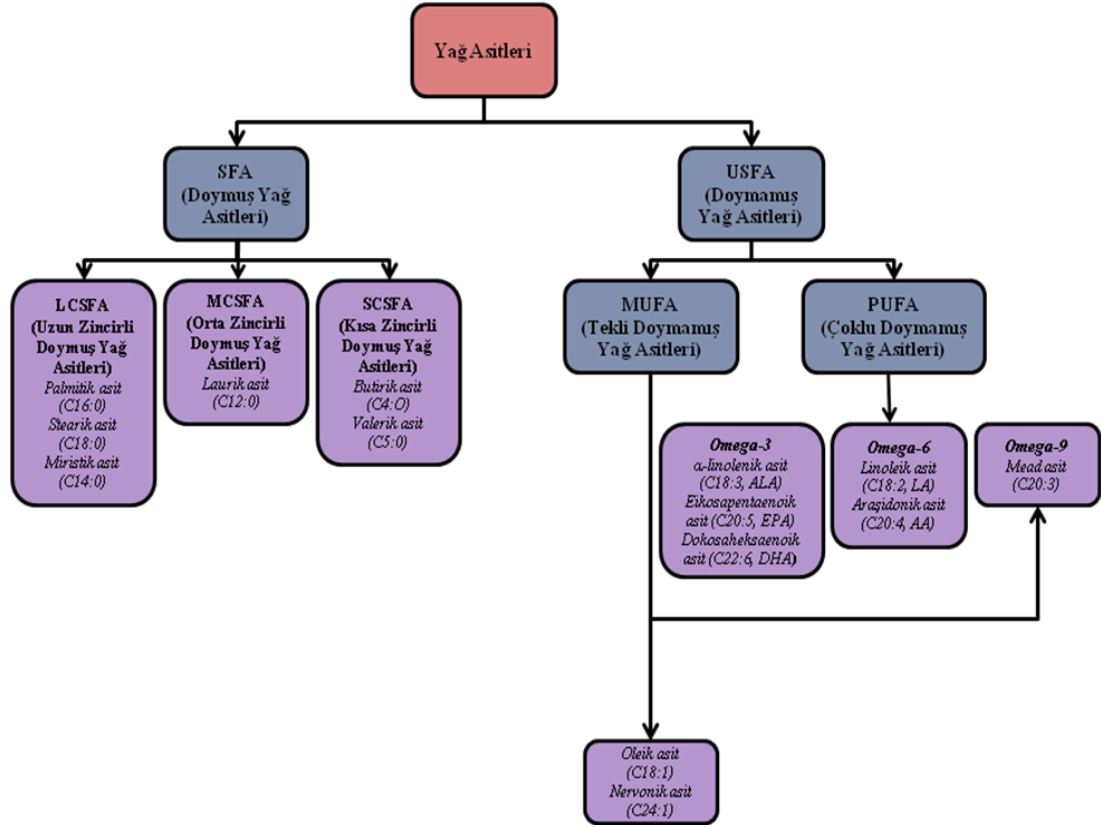 Yağ Asitleri
SFA
(Doymuş Yağ
Asitleri)
USFA
(Doymamış
Yağ Asitleri)
LCSFA
(Uzun Zincirli
Doymuş Yağ
Asitleri)
Palmitik asit
(C16:0)
Stearik asit
(C18:0)
Miristik asit
(C14:0)
MCSFA
(Orta Zincirli
Doymuş Yağ
Asitleri)
Laurik asit
(C12:0)
SCSFA
(Kısa Zincirli
Doymuş Yağ
Asitleri)
Butirik asit
(C4:O)
Valerik asit
(C5:0)
MUFA
(Tekli Doymamış
Yağ Asitleri)
PUFA
(Çoklu Doymamış
Yağ Asitleri)
Omega-3
α-linolenik asit
(C18:3, ALA)
Eikosapentaenoik
asit (C20:5, EPA)
Dokosaheksaenoik
asit (C22:6, DHA)
Omega-6
Linoleik asit
(C18:2, LA)
Araşidonik asit
(C20:4, AA)
Omega-9
Mead asit
(C20:3)
Oleik asit
(C18:1)
Nervonik asit
(C24:1)